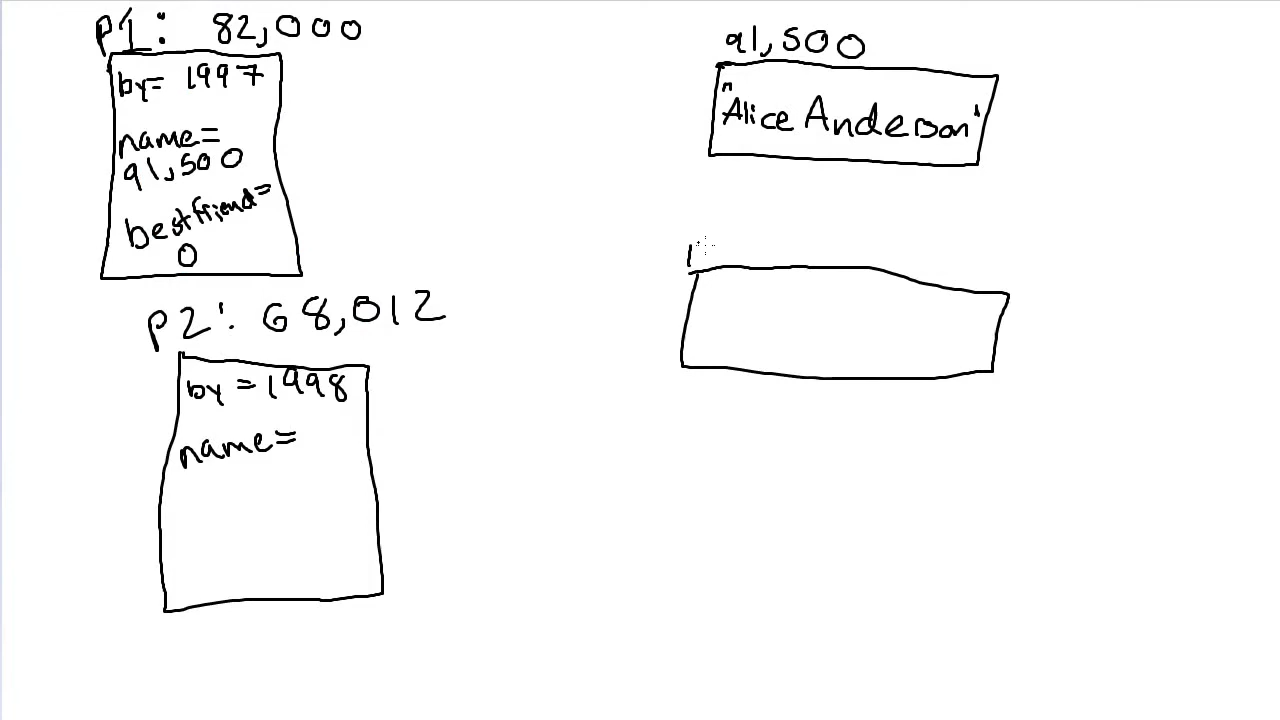 P1: 82,000
by= 1997
name=
91,500
bestfriend=
0
P2: 68,012
by = 1998
name=
91,500
"Alice Anderson"
1